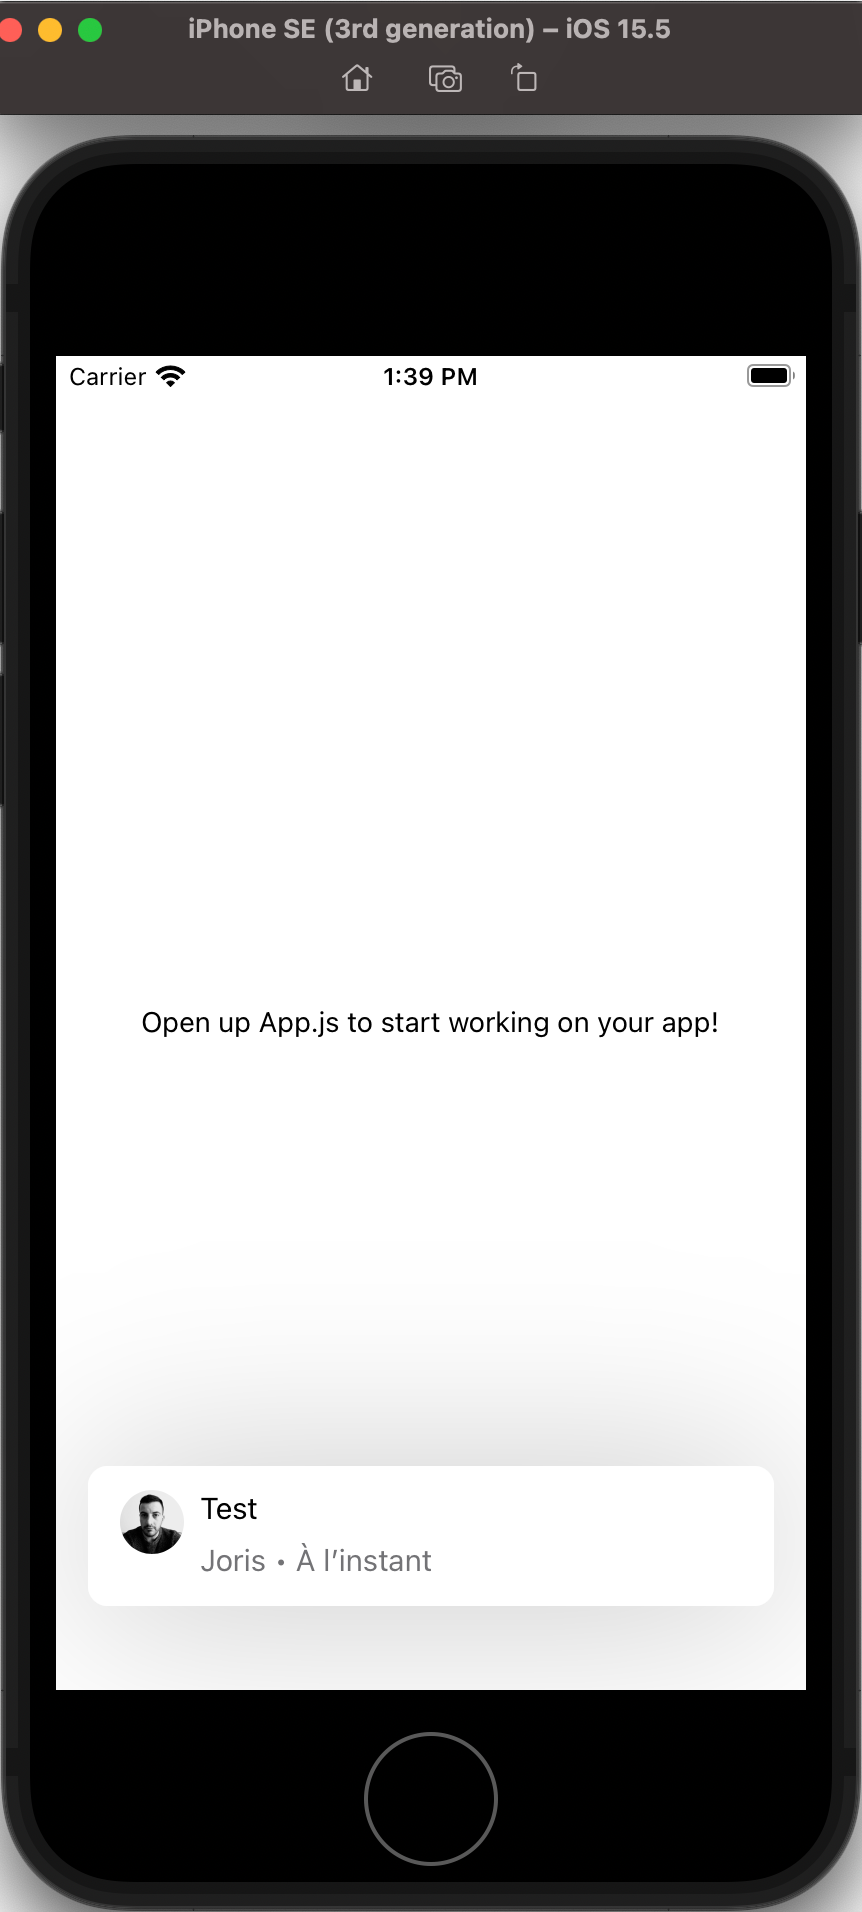 iPhone SE (3rd generation) – iOS 15.5
Carrier 1:39 PM
Open up App.js to start working on your app!
Test
Joris • À l’instant